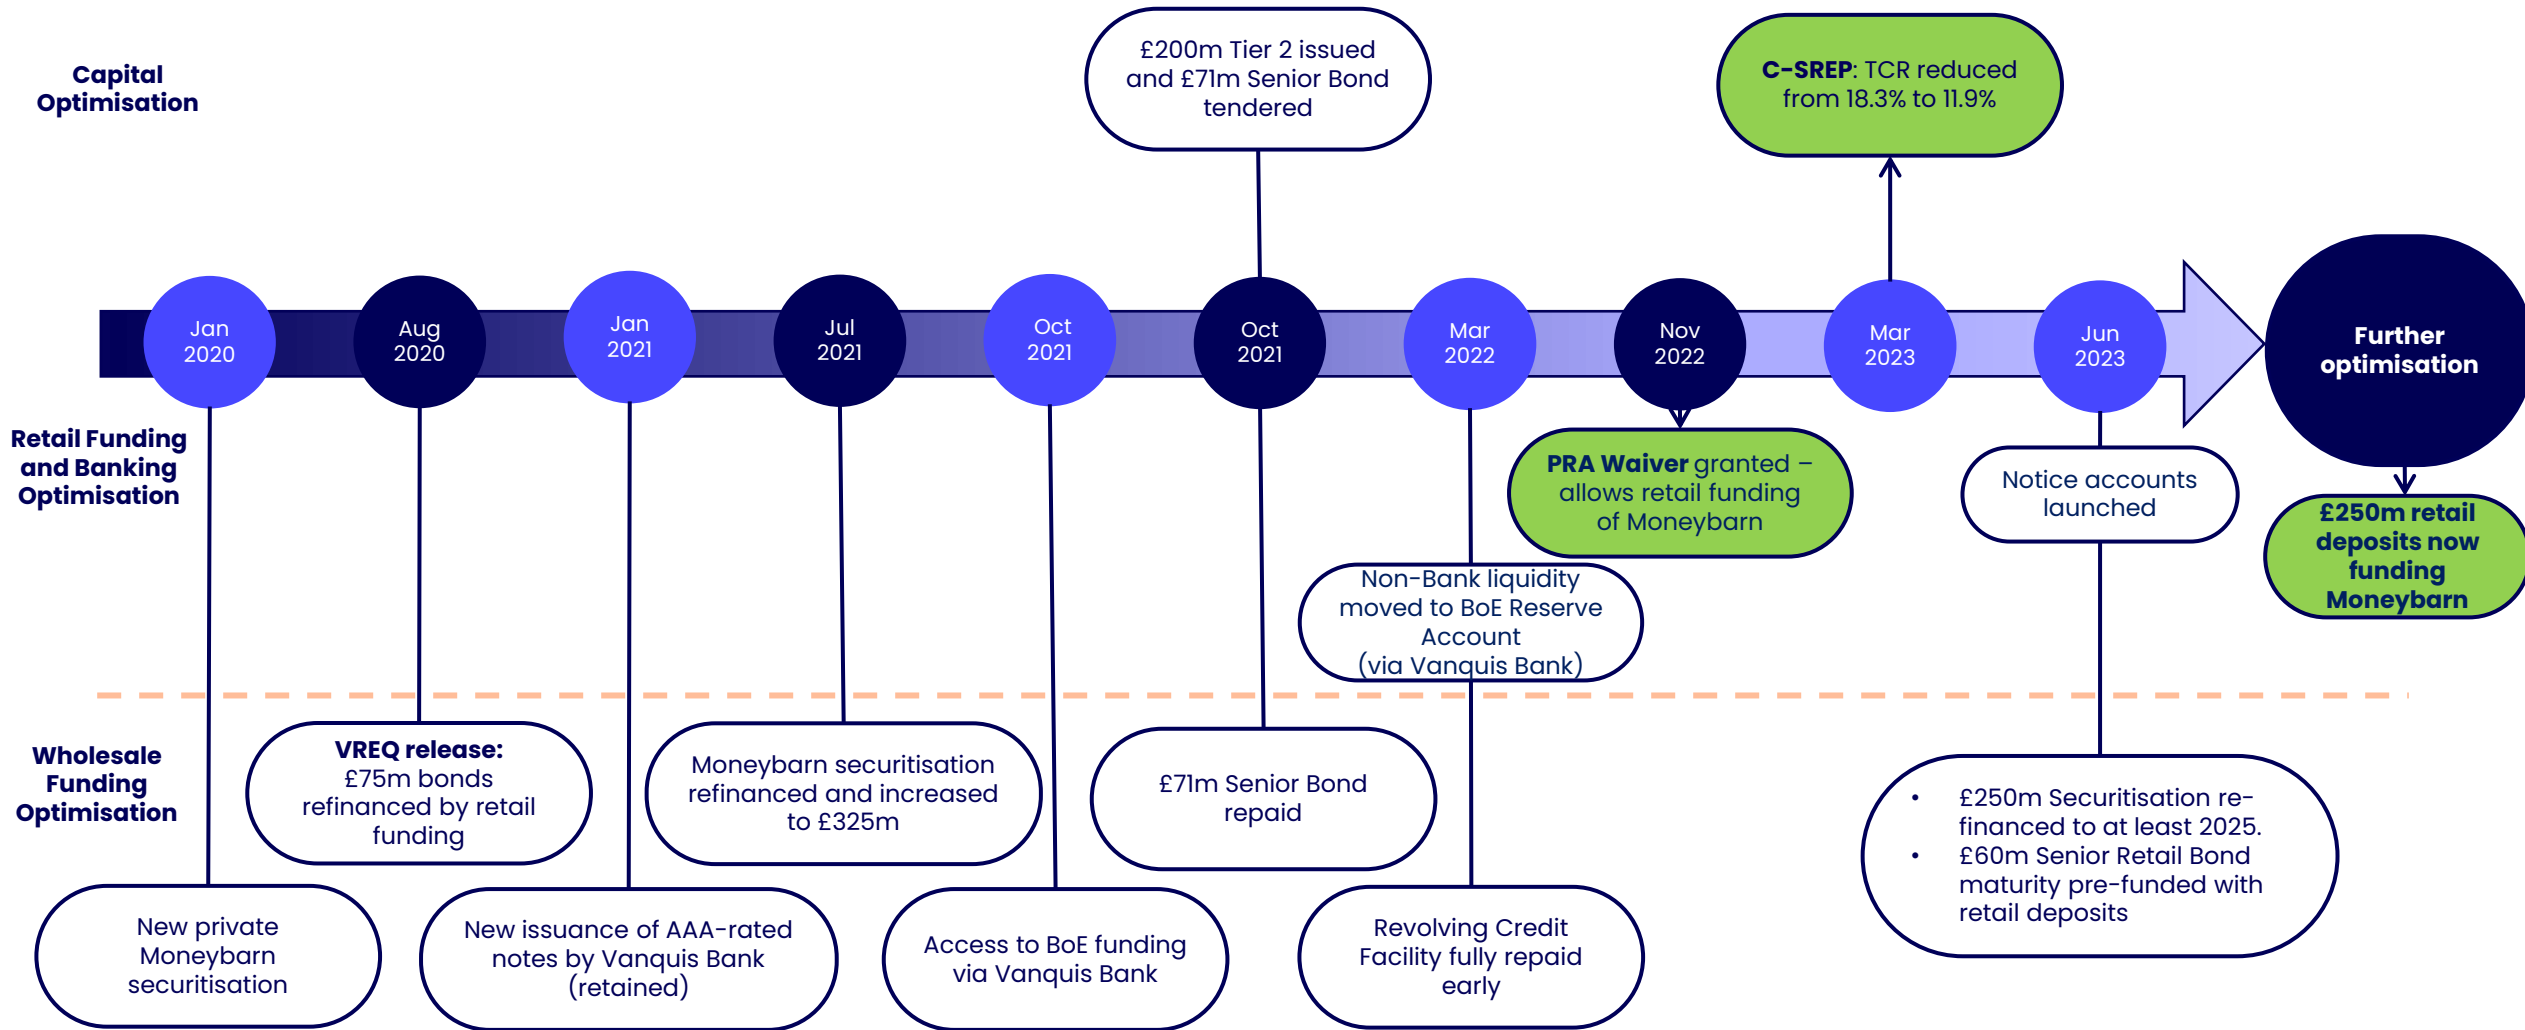 Capital
Optimisation
£200m Tier 2 issued
and £71m Senior Bond
tendered
C-SREP: TCR reduced
from 18.3% to 11.9%
Jan
2020
Aug
2020
Jan
2021
Jul
2021
Oct
2021
Oct
2021
Mar
2022
Nov
2022
Mar
2023
Jun
2023
Further
optimisation
Retail Funding
and Banking
Optimisation
PRA Waiver granted –
allows retail funding
of Moneybarn
Notice accounts
launched
£250m retail
deposits now
funding
Moneybarn
Non-Bank liquidity
moved to BoE Reserve
Account
(via Vanquis Bank)
Wholesale
Funding
Optimisation
VREQ release:
£75m bonds
refinanced by retail
funding
Moneybarn securitisation
refinanced and increased
to £325m
£71m Senior Bond
repaid
• £250m Securitisation re-
financed to at least 2025.
• £60m Senior Retail Bond
maturity pre-funded with
retail deposits
New private
Moneybarn
securitisation
New issuance of AAA-rated
notes by Vanquis Bank
(retained)
Access to BoE funding
via Vanquis Bank
Revolving Credit
Facility fully repaid
early